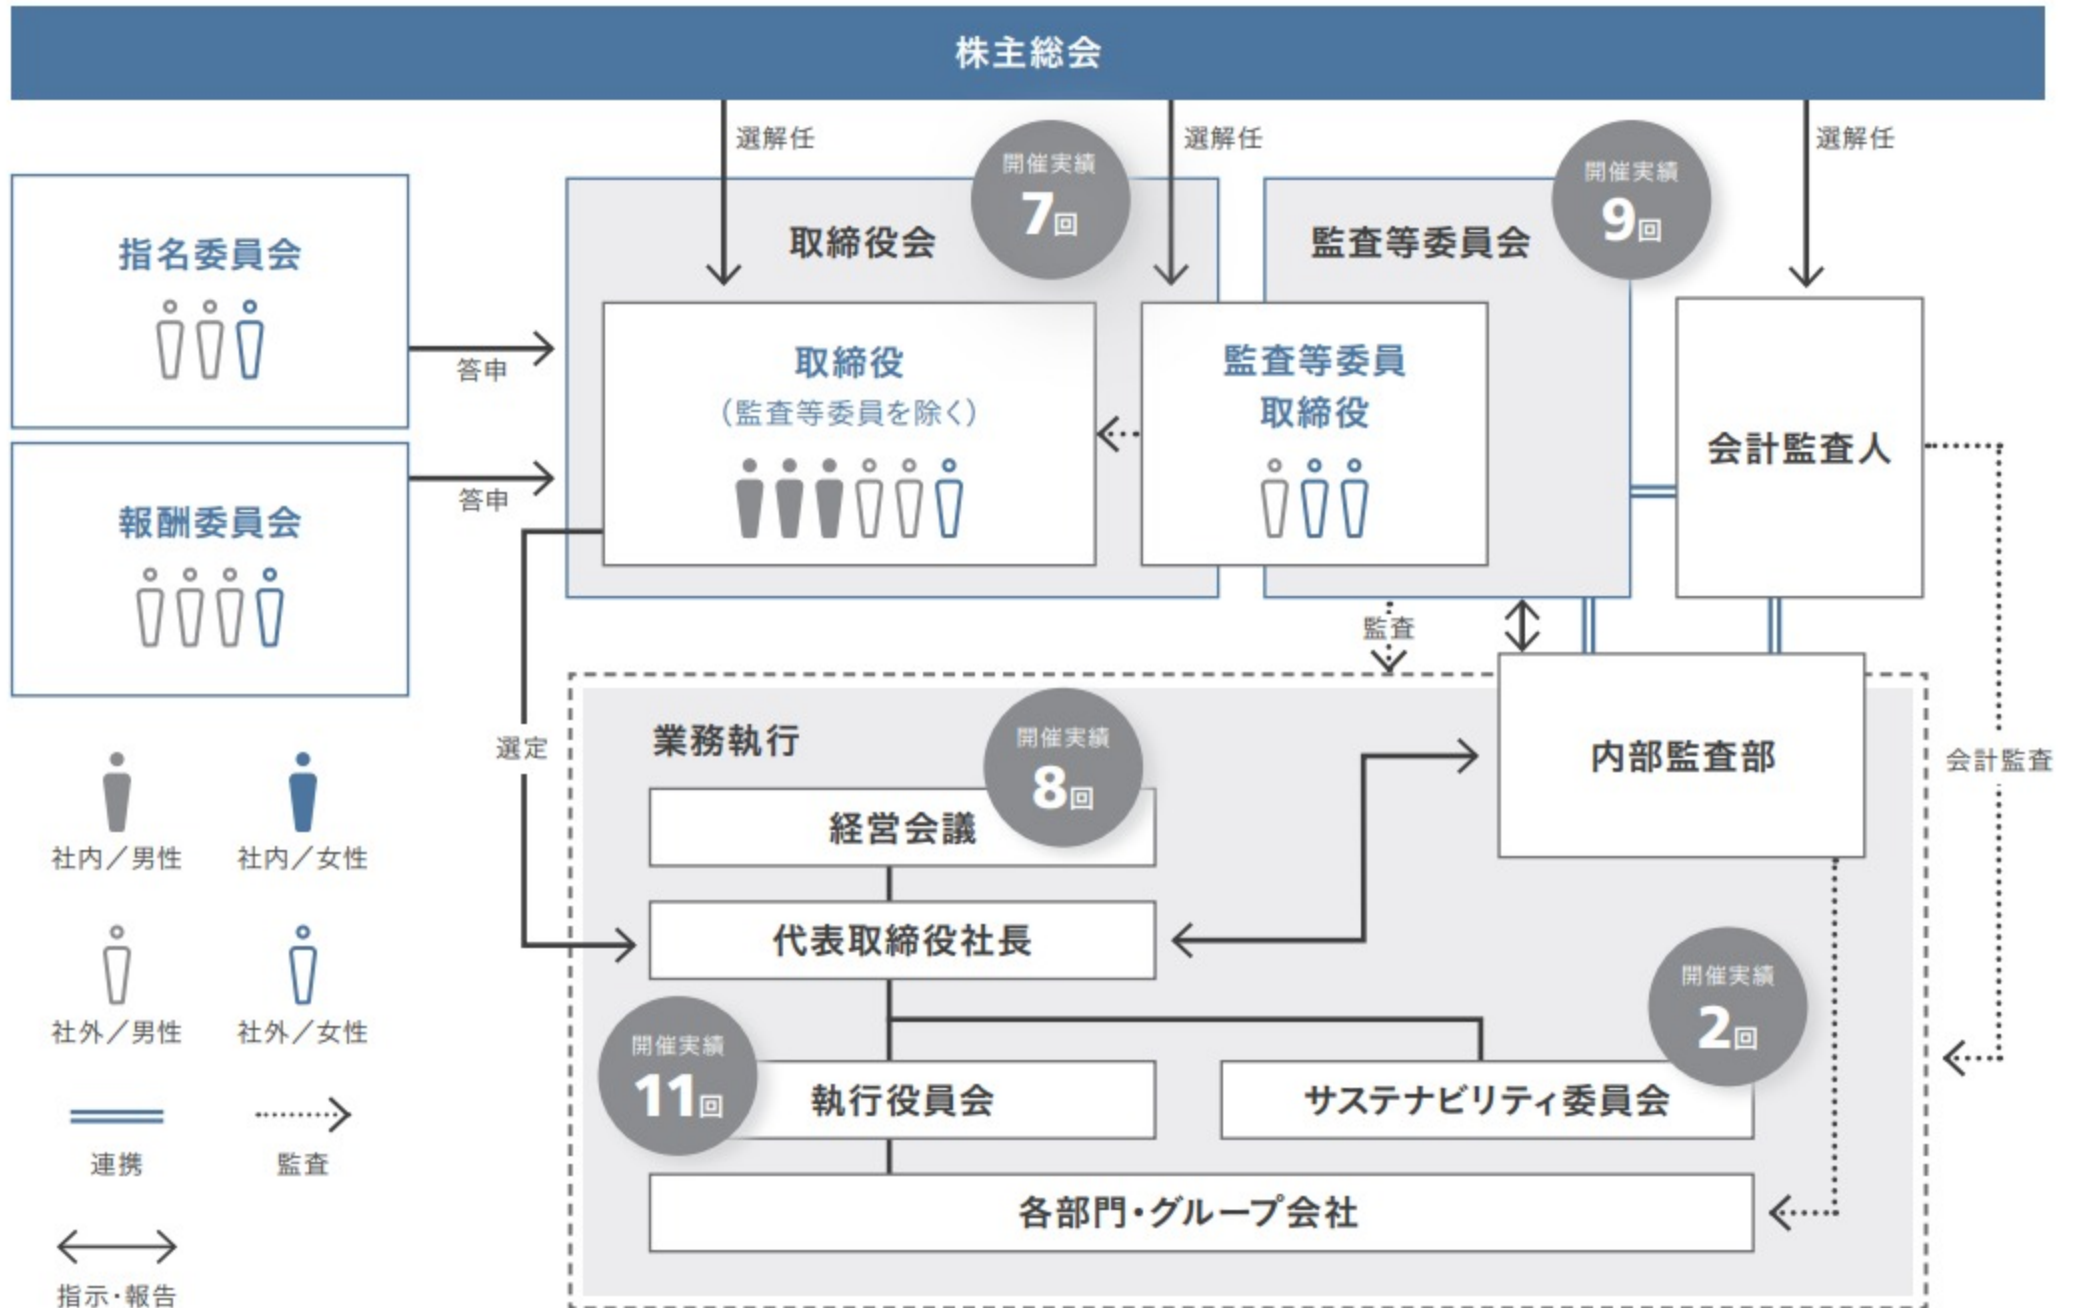 株主総会
選解任
選解任
選解任
指名委員会
答申
報酬委員会
答申
取締役会
開催実績
7回
監査等委員会
開催実績
9回
取締役
（監査等委員を除く）
監査等委員
取締役
会計監査人
監査
選定
会計監査
業務執行
開催実績
8回
経営会議
内部監査部
代表取締役社長
開催実績
11回
執行役員会
開催実績
2回
サステナビリティ委員会
各部門・グループ会社
社内／男性
社内／女性
社外／男性
社外／女性
連携
監査
指示・報告